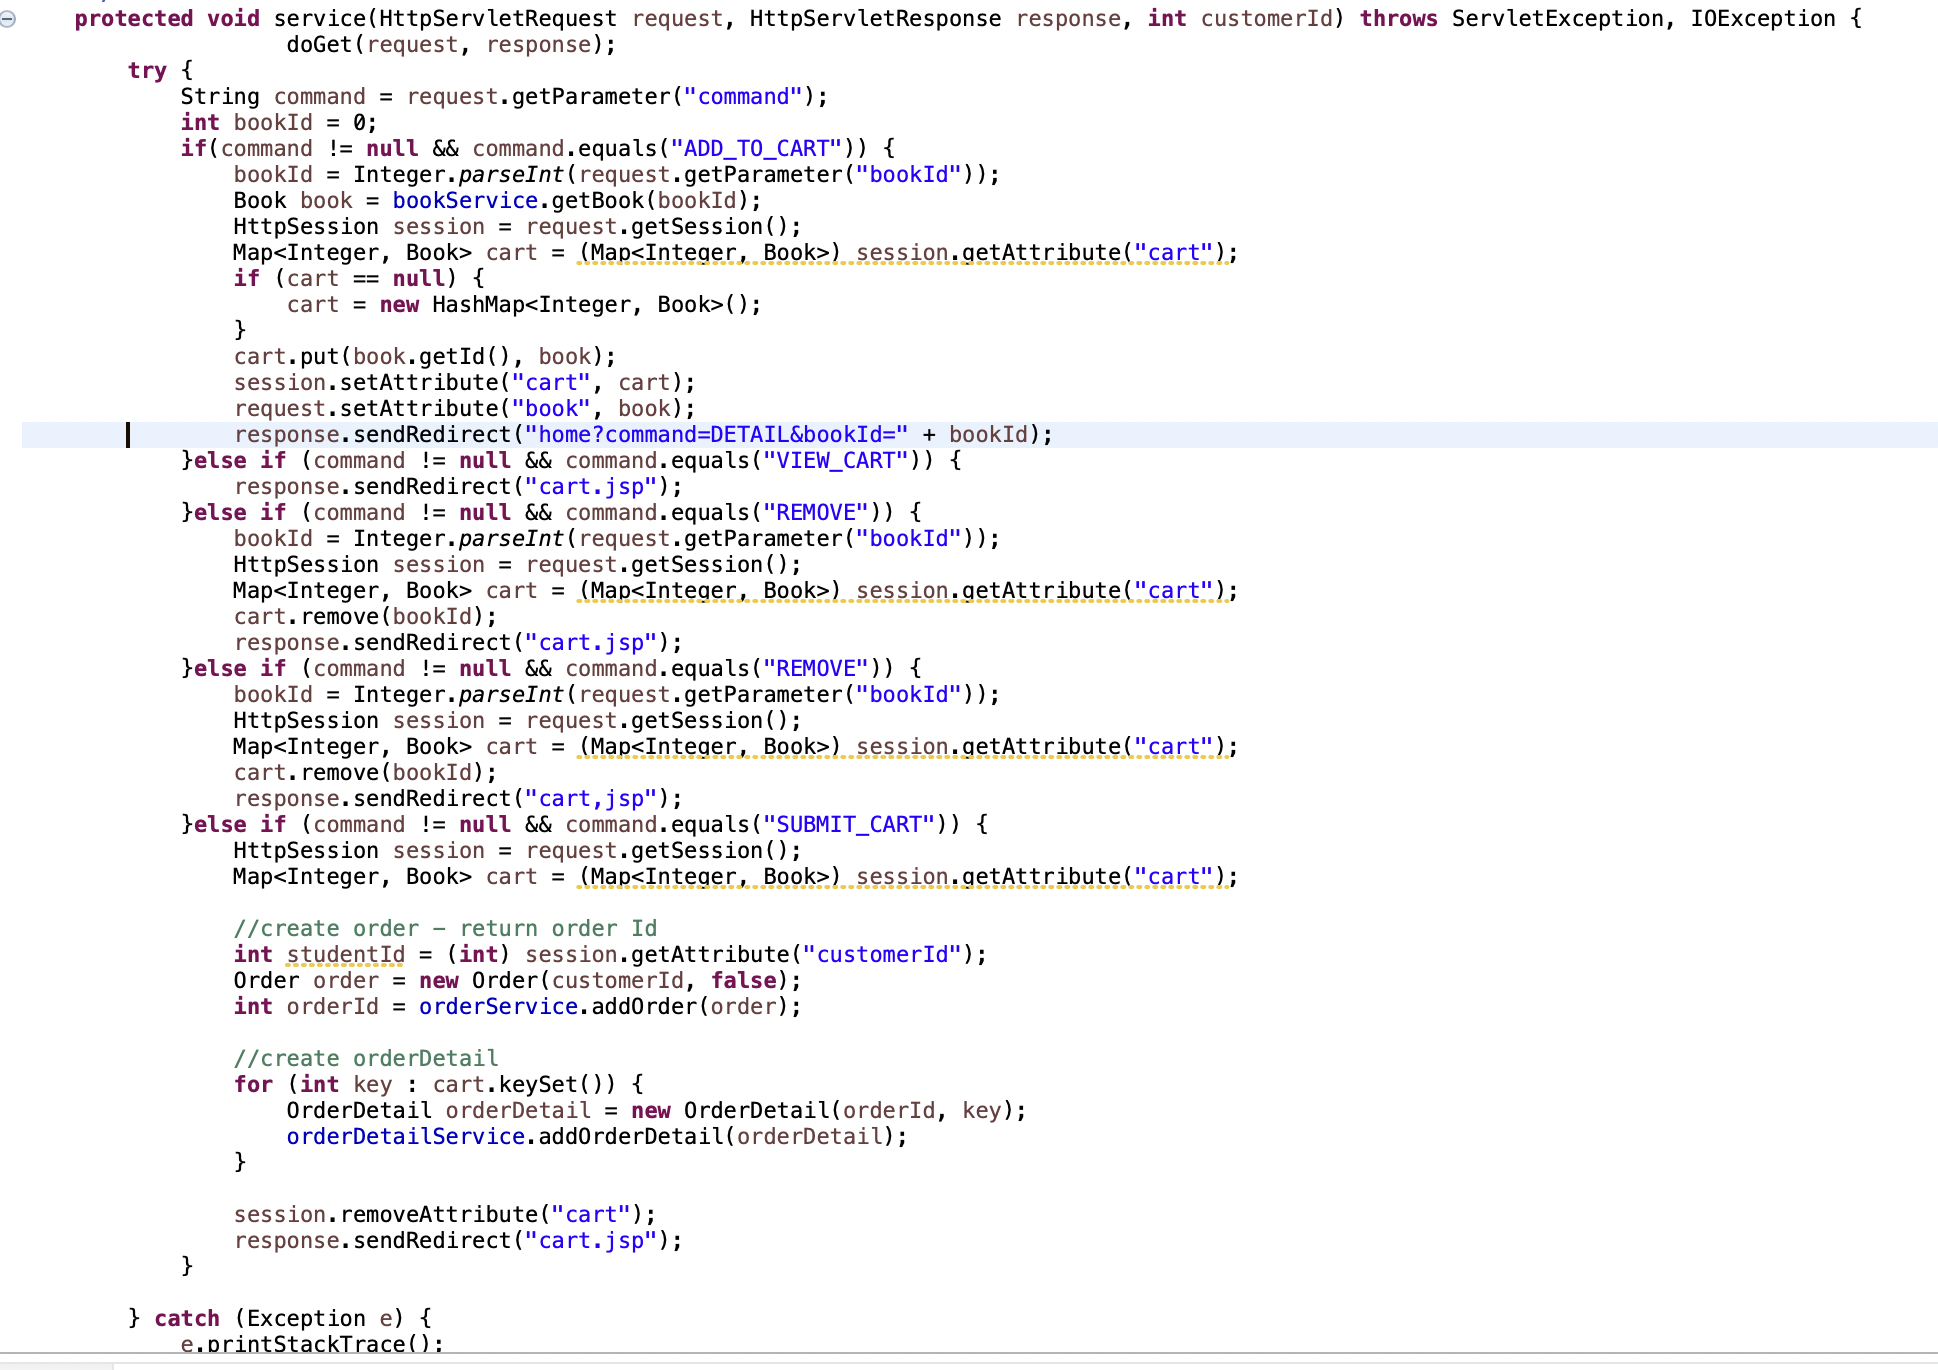 protected void service(HttpServletRequest request, HttpServletResponse response, int customerId) throws ServletException, IOException {
doGet(request, response);
try {
String command = request.getParameter("command");
int bookId = 0;
if(command != null && command.equals("ADD_TO_CART")) {
bookId = Integer.parseInt(request.getParameter("bookId"));
Book book = bookService.getBook(bookId);
HttpSession session = request.getSession();
Map<Integer, Book> cart = (Map<Integer, Book>) session.getAttribute("cart");
if (cart == null) {
cart = new HashMap<Integer, Book>();
}
cart.put(book.getId(), book);
session.setAttribute("cart", cart);
request.setAttribute("book", book);
response.sendRedirect("home?command=DETAIL&bookId=" + bookId);
}else if (command != null && command.equals("VIEW_CART")) {
response.sendRedirect("cart.jsp");
}else if (command != null && command.equals("REMOVE")) {
bookId = Integer.parseInt(request.getParameter("bookId"));
HttpSession session = request.getSession();
Map<Integer, Book> cart = (Map<Integer, Book>) session.getAttribute("cart");
cart.remove(bookId);
response.sendRedirect("cart.jsp");
}else if (command != null && command.equals("REMOVE")) {
bookId = Integer.parseInt(request.getParameter("bookId"));
HttpSession session = request.getSession();
Map<Integer, Book> cart = (Map<Integer, Book>) session.getAttribute("cart");
cart.remove(bookId);
response.sendRedirect("cart,jsp");
}else if (command != null && command.equals("SUBMIT_CART")) {
HttpSession session = request.getSession();
Map<Integer, Book> cart = (Map<Integer, Book>) session.getAttribute("cart");
//create order – return order Id
int studentId = (int) session.getAttribute("customerId");
Order order = new Order(customerId, false);
int orderId = orderService.addOrder(order);
//create orderDetail
for (int key : cart.keySet()) {
OrderDetail orderDetail = new OrderDetail(orderId, key);
orderDetailService.addOrderDetail(orderDetail);
}
session.removeAttribute("cart");
response.sendRedirect("cart.jsp");
}
} catch (Exception e) {
e.printStackTrace();